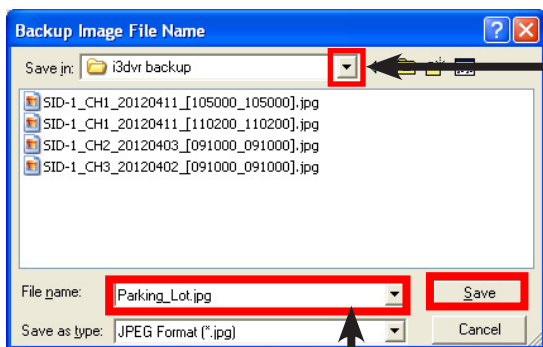 Backup Image File Name
Save in: i3dvr backup
SID-1_CH1_20120411_[105000_105000].jpg
SID-1_CH1_20120411_[110200_110200].jpg
SID-1_CH2_20120403_[091000_091000].jpg
SID-1_CH3_20120402_[091000_091000].jpg
File name: Parking_Lot.jpg Save
Save as type: JPEG Format (*.jpg) Cancel